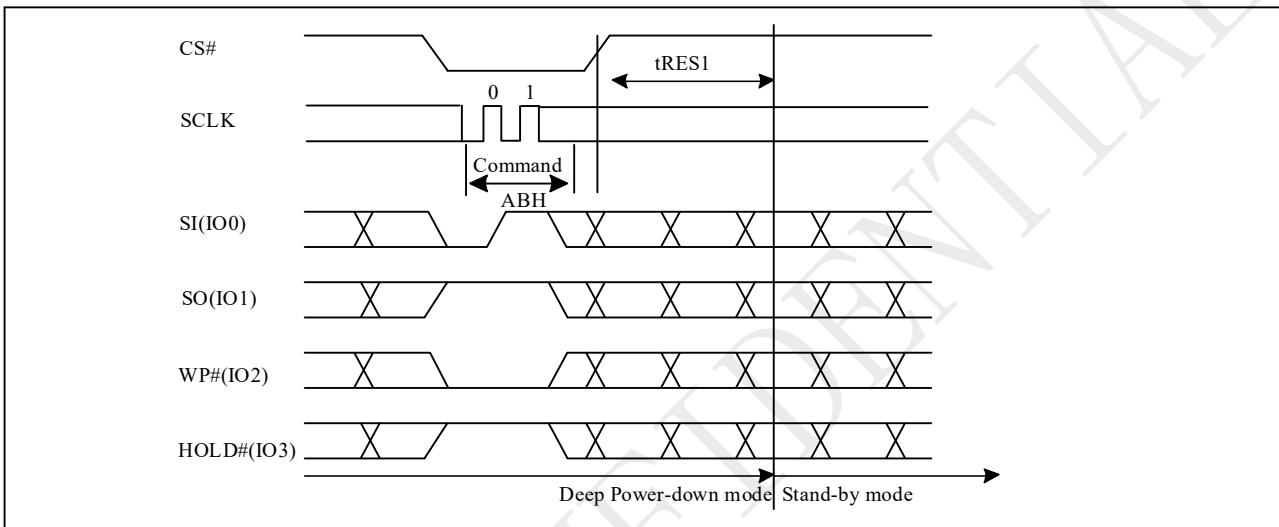 CS#
tRES1
0 1
SCLK
Command
ABH
SI(IO0)
SO(IO1)
WP#(IO2)
HOLD#(IO3)
Deep Power-down mode Stand-by mode
IDENTIAL